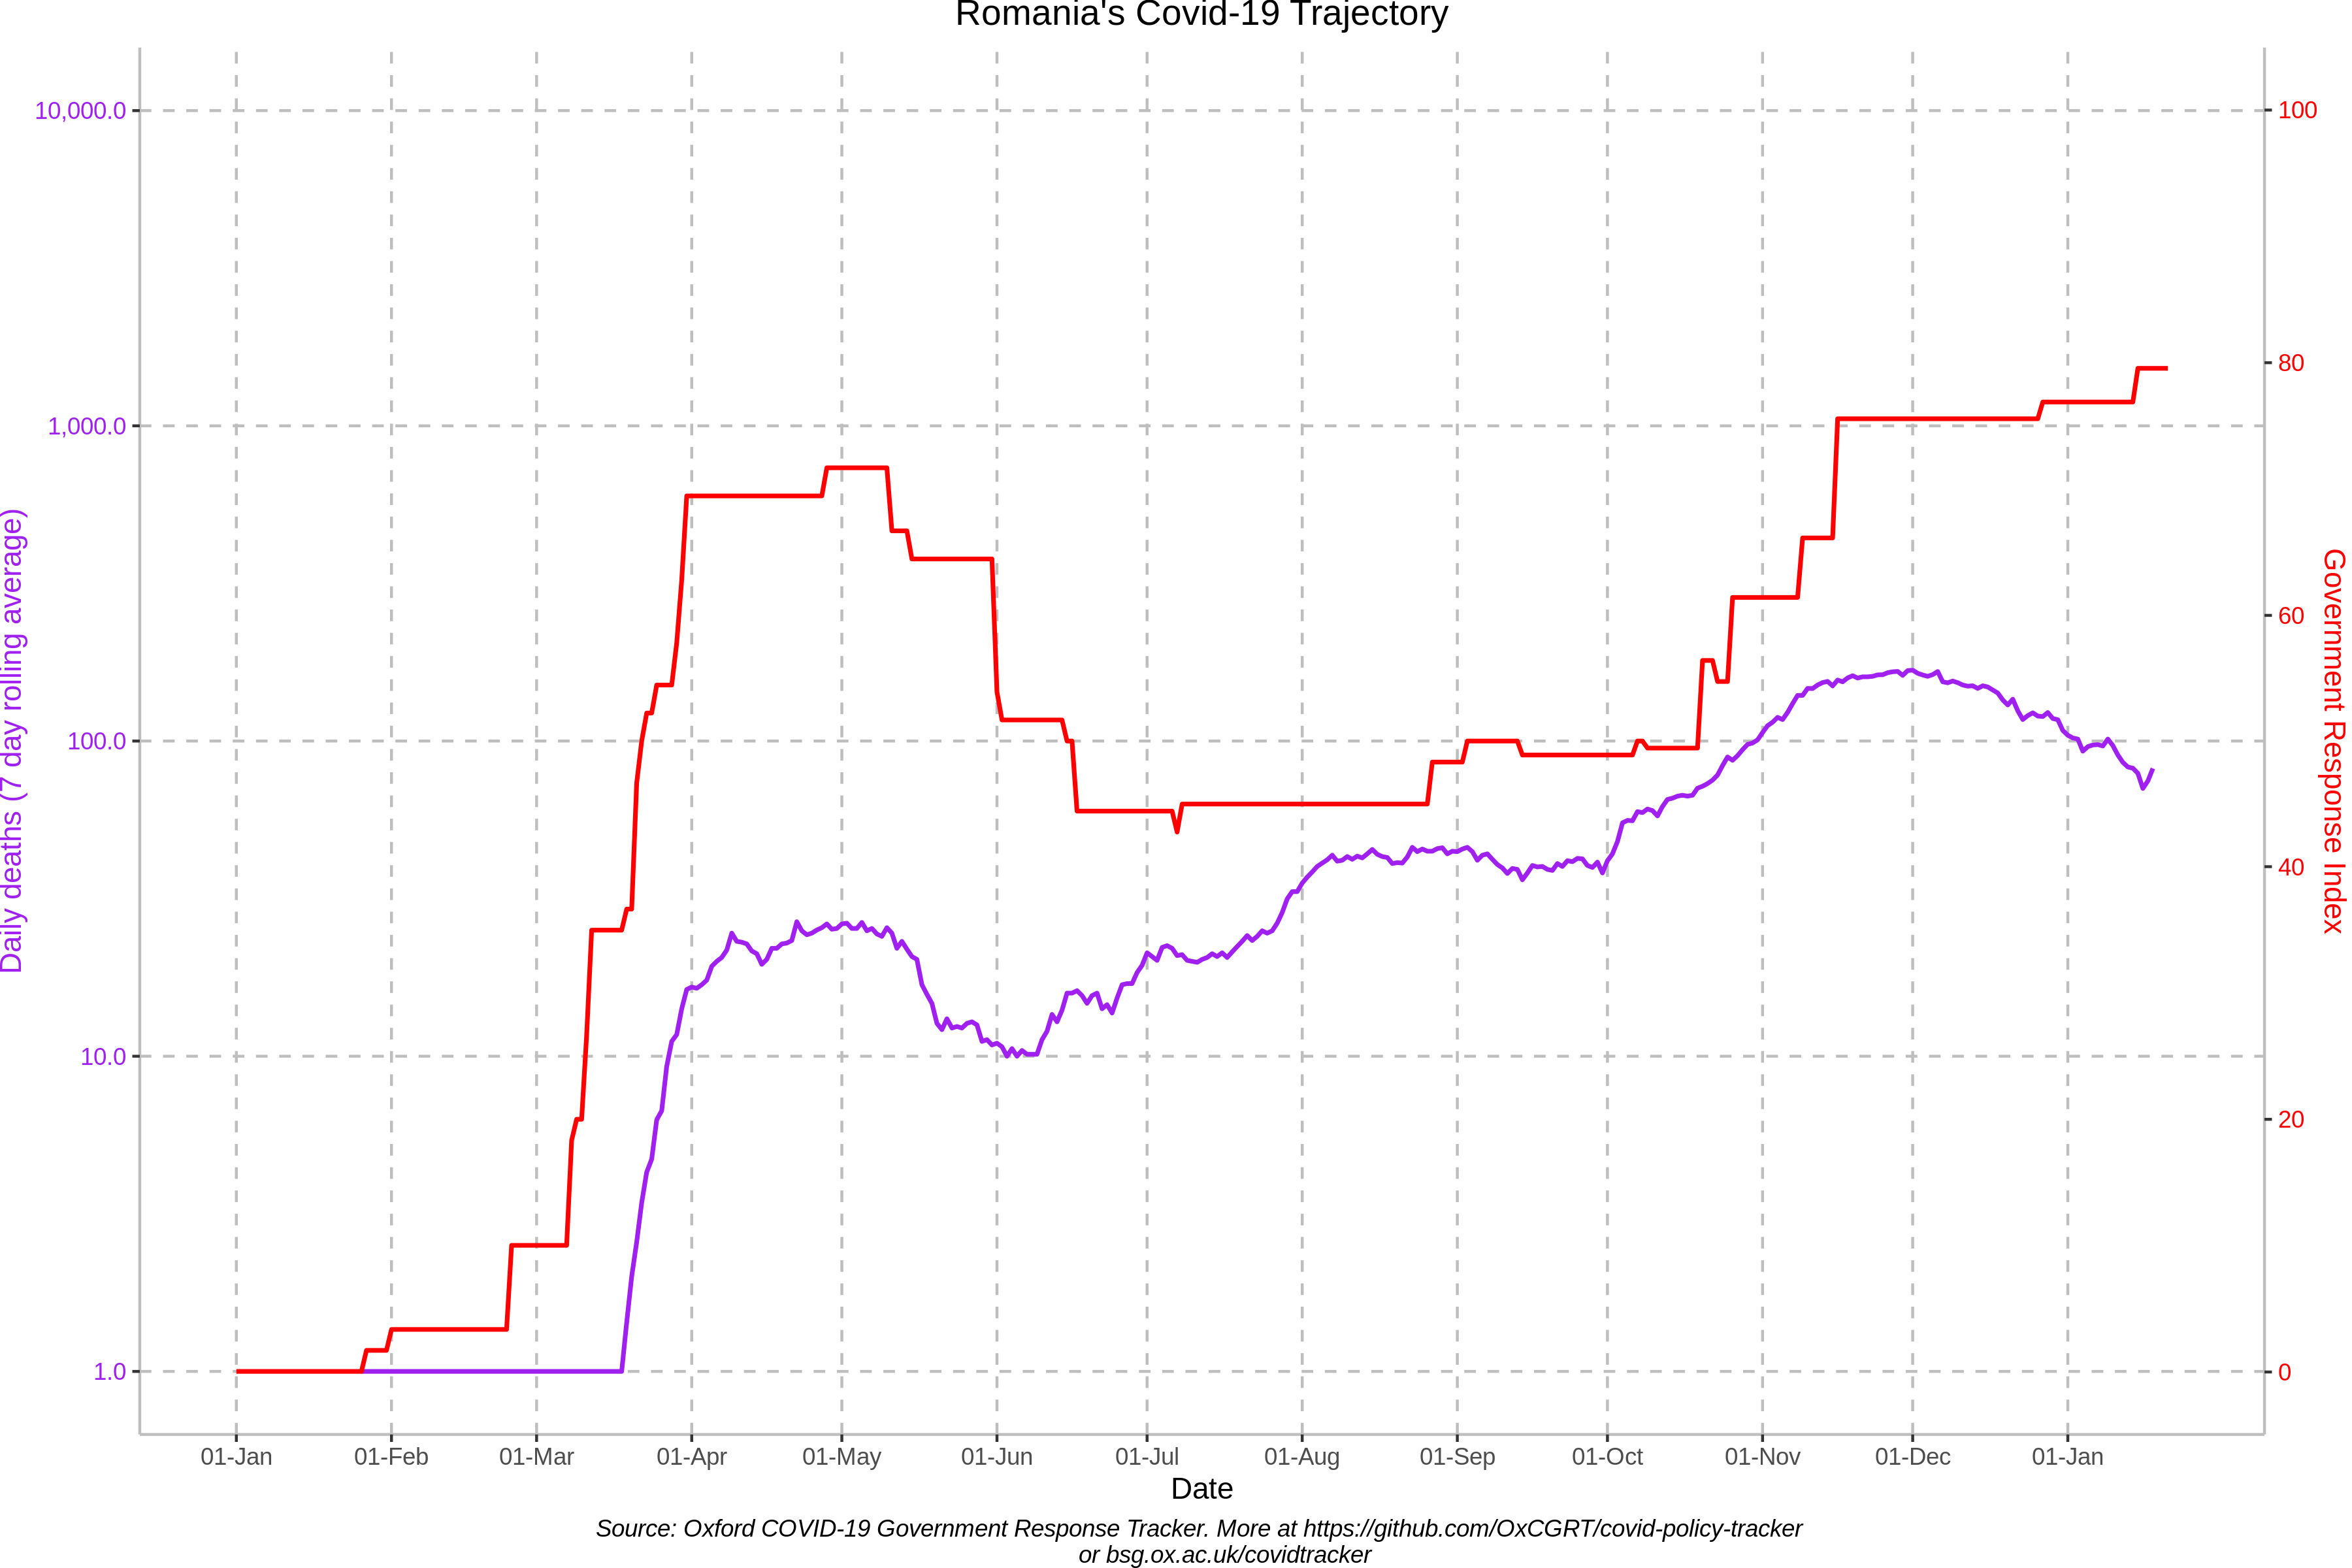 Romania's Covid-19 Trajectory
Daily deaths (7 day rolling average)
10,000.0
1,000.0
100.0
10.0
1.0
100
80
60
40
20
0
Government Response Index
01-Jan 01-Feb 01-Mar 01-Apr 01-May 01-Jun 01-Jul 01-Aug 01-Sep 01-Oct 01-Nov 01-Dec 01-Jan
Date
Source: Oxford COVID-19 Government Response Tracker. More at https://github.com/OxCGRT/covid-policy-tracker
or bsg.ox.ac.uk/covidtracker